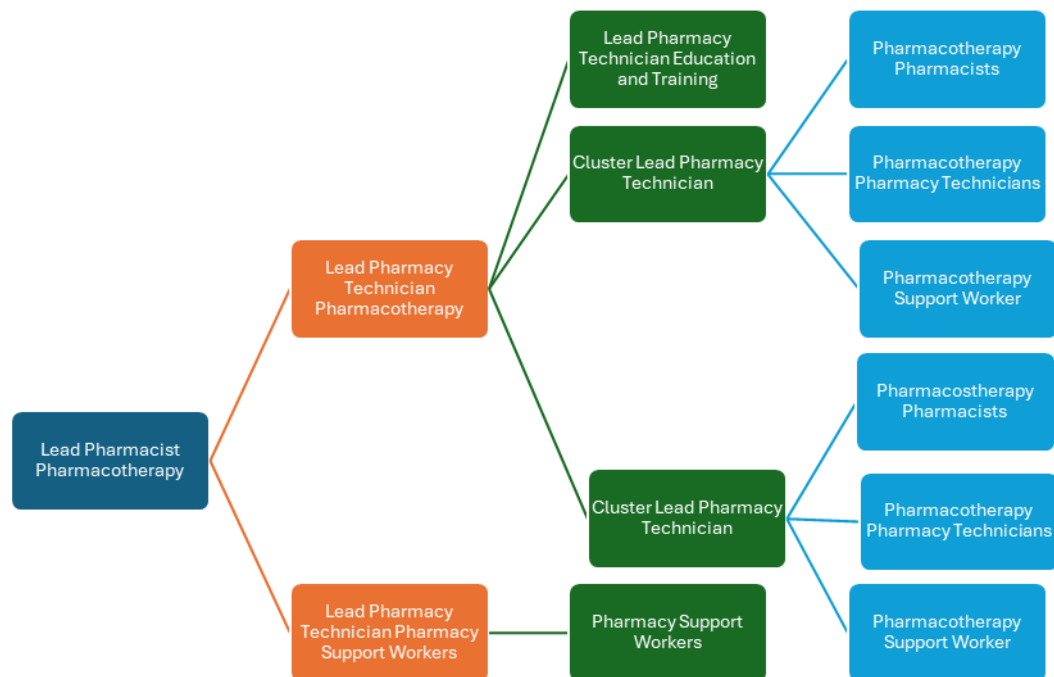 Lead Pharmacist
Pharmacotherapy
Lead Pharmacy
Technician
Pharmacotherapy
Lead Pharmacy
Technician Education
and Training
Cluster Lead Pharmacy
Technician
Pharmacotherapy
Pharmacists
Pharmacotherapy
Pharmacy Technicians
Pharmacotherapy
Support Worker
Cluster Lead Pharmacy
Technician
Pharmacostherapy
Pharmacists
Pharmacotherapy
Pharmacy Technicians
Pharmacotherapy
Support Worker
Lead Pharmacy
Technician Pharmacy
Support Workers
Pharmacy Support
Workers